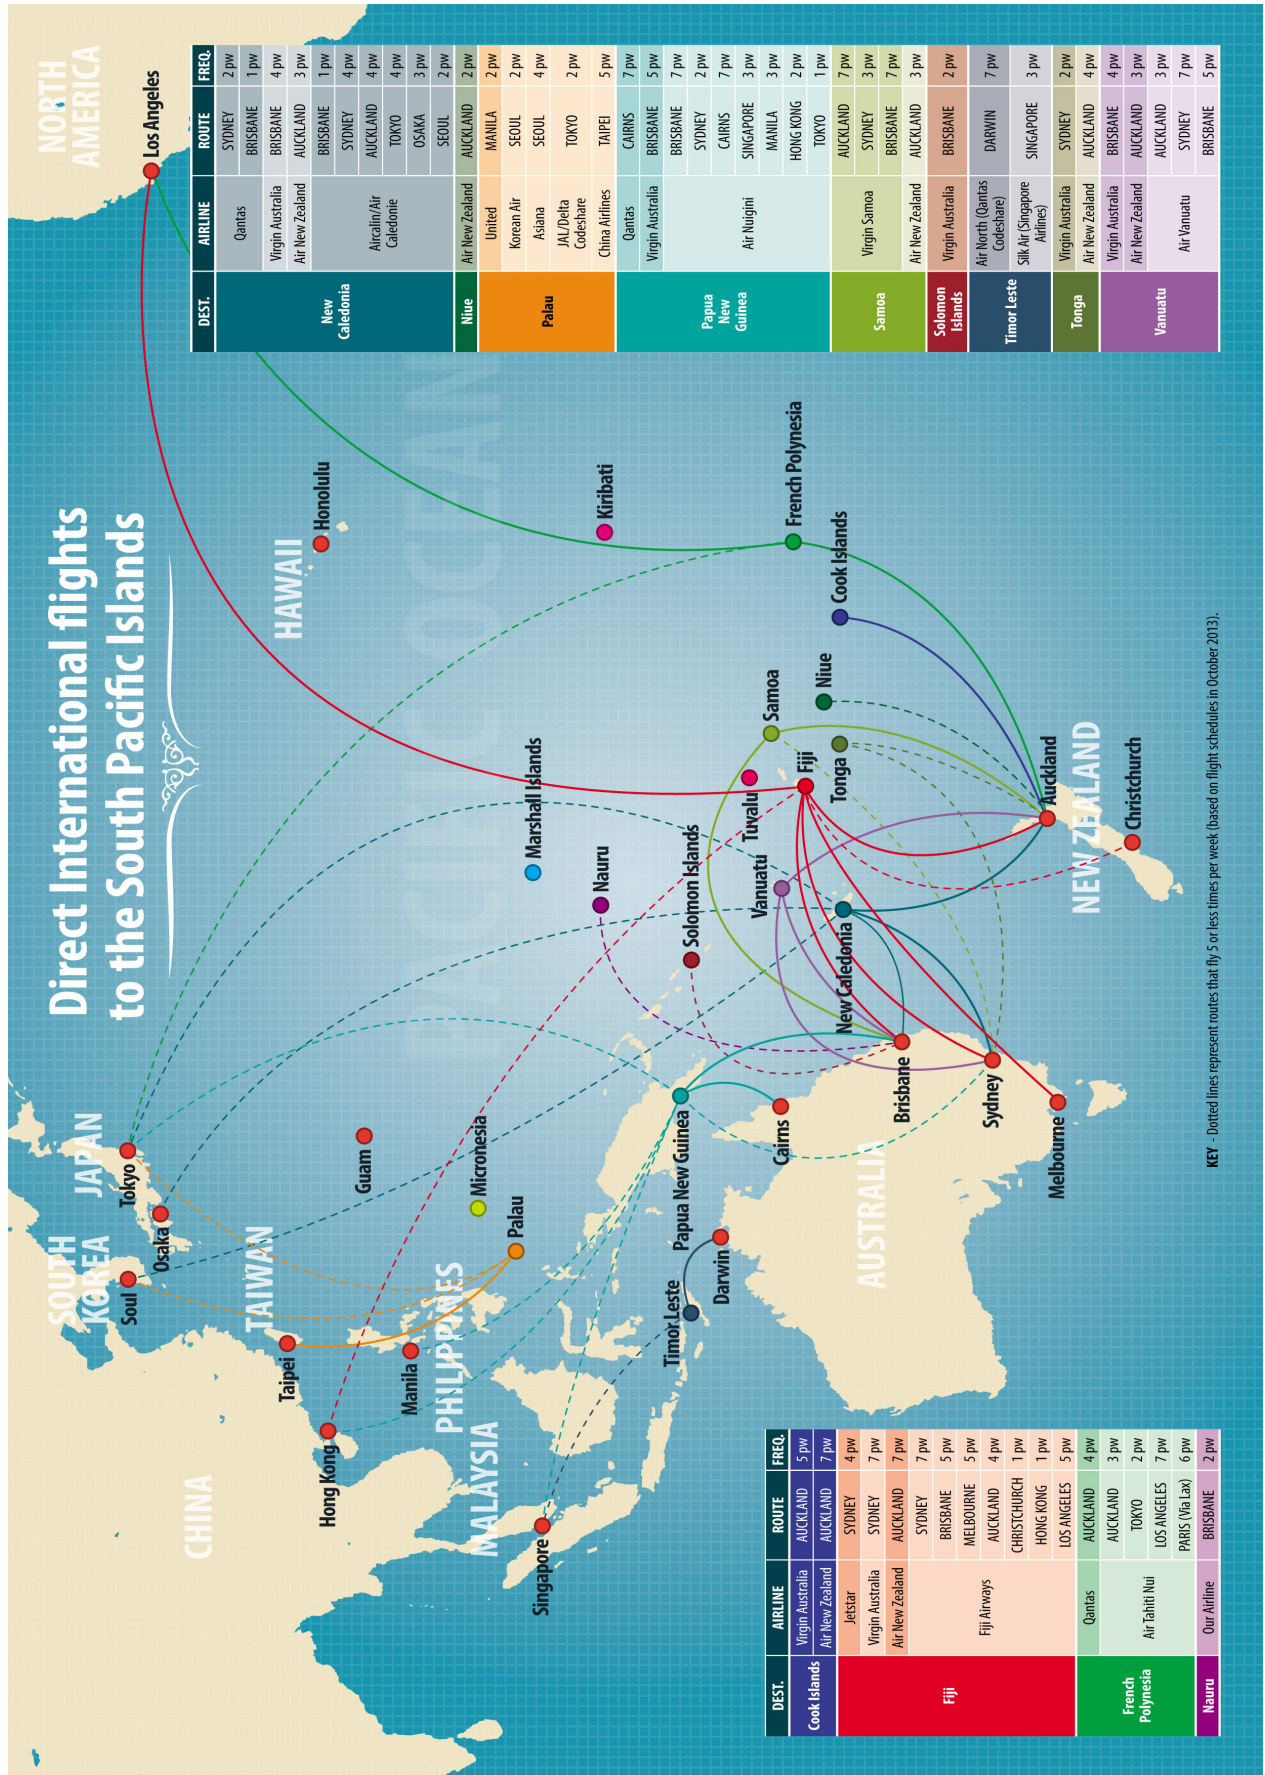 Direct International flights
to the South Pacific Islands
NORTH
AMERICA
Los Angeles
HAWAII
Honolulu
PACIFIC OCEAN
SOUTH
KOREA
JAPAN
Soul
Osaka
Tokyo
CHINA
TAIWAN
Taipei
Hong Kong
Manila
PHILIPPINES
MALAYSIA
Singapore
Guam
Micronesia
Palau
Marshall Islands
Nauru
Kiribati
Solomon Islands
Tuvalu
Papua New Guinea
Timor Leste
Darwin
Cairns
Vanuatu
Fiji
Samoa
Niue
Tonga
French Polynesia
Cook Islands
New Caledonia
Brisbane
Sydney
Melbourne
AUSTRALIA
Auckland
NEW ZEALAND
Christchurch
DEST. AIRLINE ROUTE FREQ.
Cook Islands Virgin Australia AUCKLAND 5 pw
Air New Zealand AUCKLAND 7 pw
Fiji Jetstar SYDNEY 4 pw
Virgin Australia SYDNEY 7 pw
Air New Zealand AUCKLAND 7 pw
Fiji Airways SYDNEY 7 pw
BRISBANE 5 pw
MELBOURNE 5 pw
AUCKLAND 4 pw
CHRISTCHURCH 1 pw
HONG KONG 1 pw
LOS ANGELES 5 pw
French
Polynesia
Qantas AUCKLAND 4 pw
Air Tahiti Nui AUCKLAND 3 pw
TOKYO 2 pw
LOS ANGELES 7 pw
PARIS (Via Lax) 6 pw
Nauru Our Airline BRISBANE 2 pw
DEST. AIRLINE ROUTE FREQ.
New
Caledonia
Qantas SYDNEY 2 pw
BRISBANE 1 pw
Virgin Australia BRISBANE 4 pw
Air New Zealand AUCKLAND 3 pw
Aircalin/Air
Caledonie
BRISBANE 1 pw
SYDNEY 4 pw
AUCKLAND 4 pw
TOKYO 4 pw
OSAKA 3 pw
SEOUL 2 pw
Niue Air New Zealand AUCKLAND 2 pw
Palau United MANILA 2 pw
Korean Air SEOUL 2 pw
Asiana SEOUL 4 pw
JAL/Delta
Codeshare
TOKYO 2 pw
China Airlines TAIPEI 5 pw
Papua
New
Guinea
Qantas CAIRNS 7 pw
Virgin Australia BRISBANE 5 pw
Air Nuigini BRISBANE 7 pw
SYDNEY 2 pw
CAIRNS 7 pw
SINGAPORE 3 pw
MANILA 3 pw
HONG KONG 2 pw
TOKYO 1 pw
Samoa Virgin Samoa AUCKLAND 7 pw
SYDNEY 3 pw
BRISBANE 7 pw
Air New Zealand AUCKLAND 3 pw
Solomon
Islands
Virgin Australia BRISBANE 2 pw
Timor Leste Air North (Qantas
Codeshare)
DARWIN 7 pw
Silk Air (Singapore
Airlines)
SINGAPORE 3 pw
Tonga Virgin Australia SYDNEY 2 pw
Air New Zealand AUCKLAND 4 pw
Vanuatu Virgin Australia BRISBANE 4 pw
Air New Zealand AUCKLAND 3 pw
Air Vanuatu AUCKLAND 3 pw
SYDNEY 7 pw
BRISBANE 5 pw
KEY - Dotted lines represent routes that fly 5 or less times per week (based on flight schedules in October 2013).